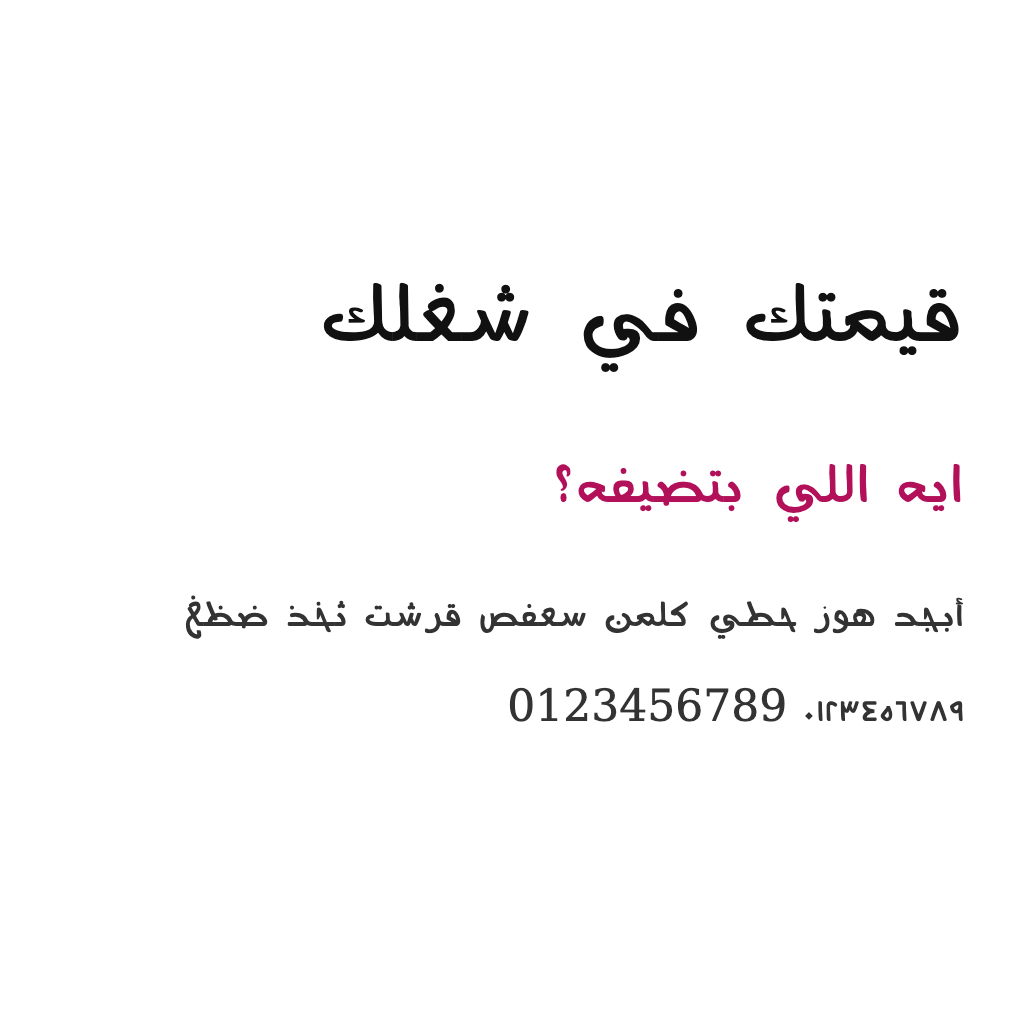 قيمتك في شغلك
ايه اللي بتضيفه؟
أبجد هوز حطي كلمن سعفص قرشت ثخذ ضظغ
٠١٢٣٤٥٦٧٨٩ 0123456789